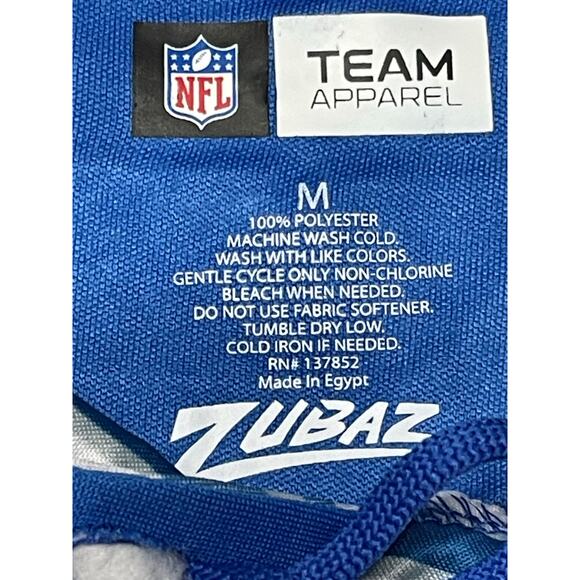 NFL
TEAM
APPAREL
M
100% POLYESTER
MACHINE WASH COLD.
WASH WITH LIKE COLORS.
GENTLE CYCLE ONLY NON-CHLORINE
BLEACH WHEN NEEDED.
DO NOT USE FABRIC SOFTENER.
TUMBLE DRY LOW.
COLD IRON IF NEEDED.
RN# 137852
Made In Egypt
ZUBAZ